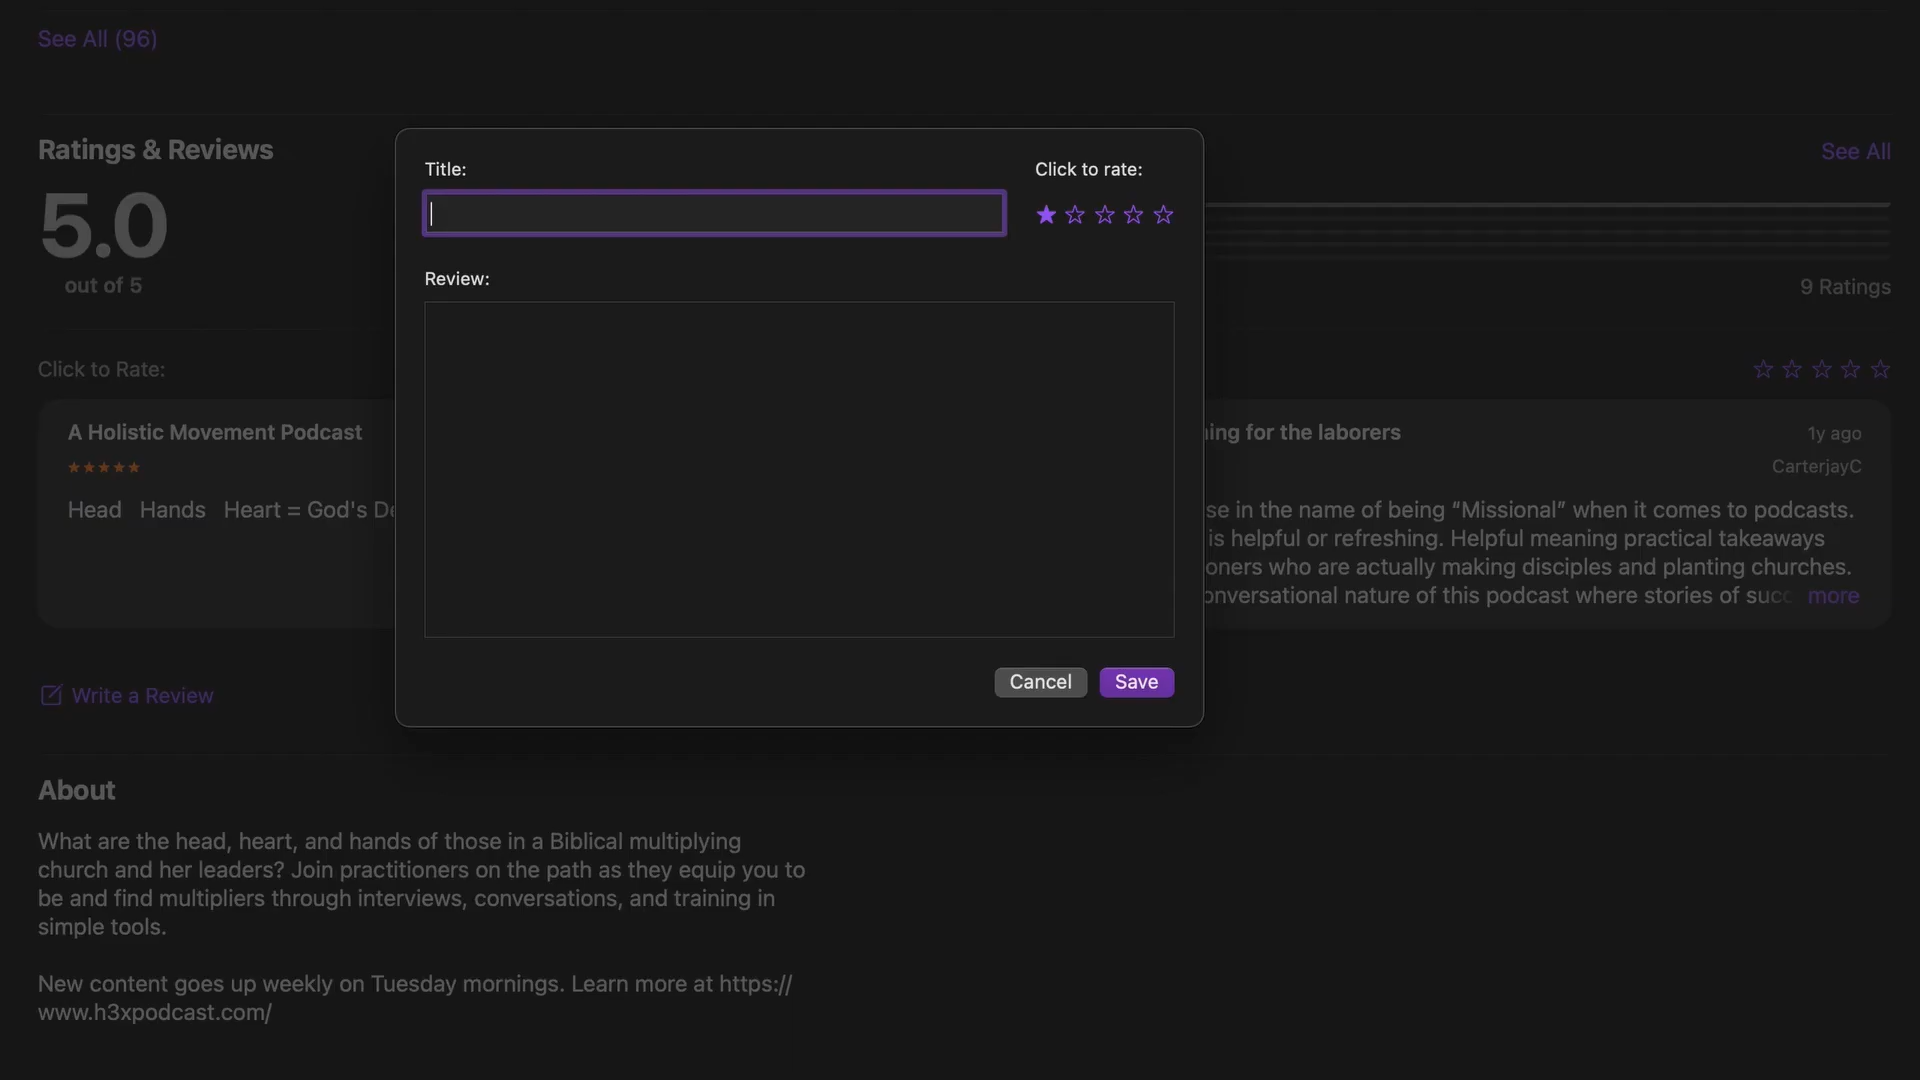 See All (96)
Ratings & Reviews
See All
5.0
out of 5
9 Ratings
Click to Rate:
A Holistic Movement Podcast
Head Hands Heart = God's
for the laborers
1y ago
CarterjayC
in the name of being “Missional” when it comes to podcasts.
is helpful or refreshing. Helpful meaning practical takeaways
who are actually making disciples and planting churches.
nature of this podcast where stories of
more
Write a Review
Title:
Click to rate:
Review:
Cancel
Save
About
What are the head, heart, and hands of those in a Biblical multiplying
church and her leaders? Join practitioners on the path as they equip you to
be and find multipliers through interviews, conversations, and training in
simple tools.
New content goes up weekly on Tuesday mornings. Learn more at https://
www.h3xpodcast.com/